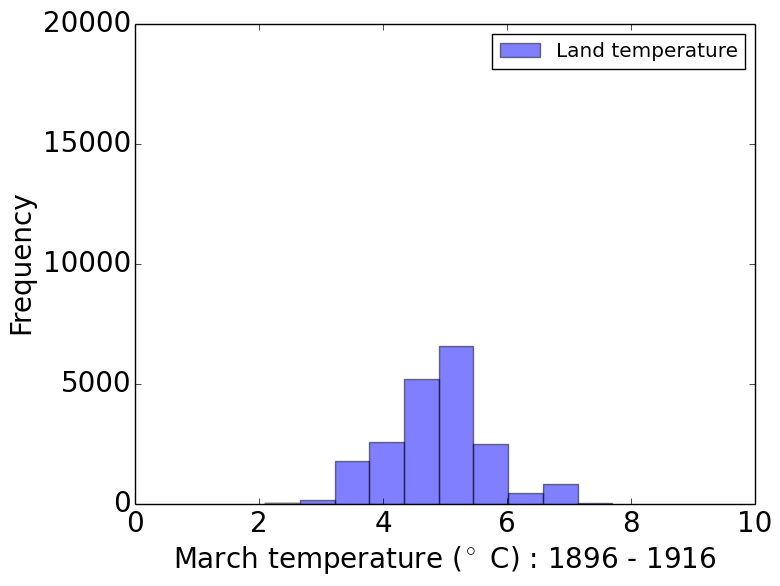 20000
Land temperature
15000
Frequency
10000
5000
0
0 2 4 6 8 10
March temperature (° C) : 1896 - 1916